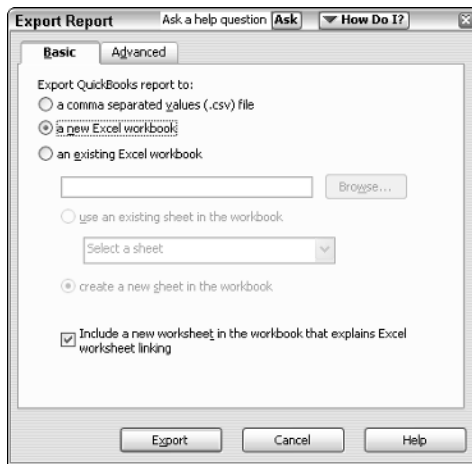 Export Report
Ask a help question Ask
How Do I?
Basic
Advanced
Export QuickBooks report to:
a comma separated values (.csv) file
a new Excel workbook
an existing Excel workbook
Browse...
use an existing sheet in the workbook
Select a sheet
create a new sheet in the workbook
Include a new worksheet in the workbook that explains Excel
worksheet linking
Export
Cancel
Help